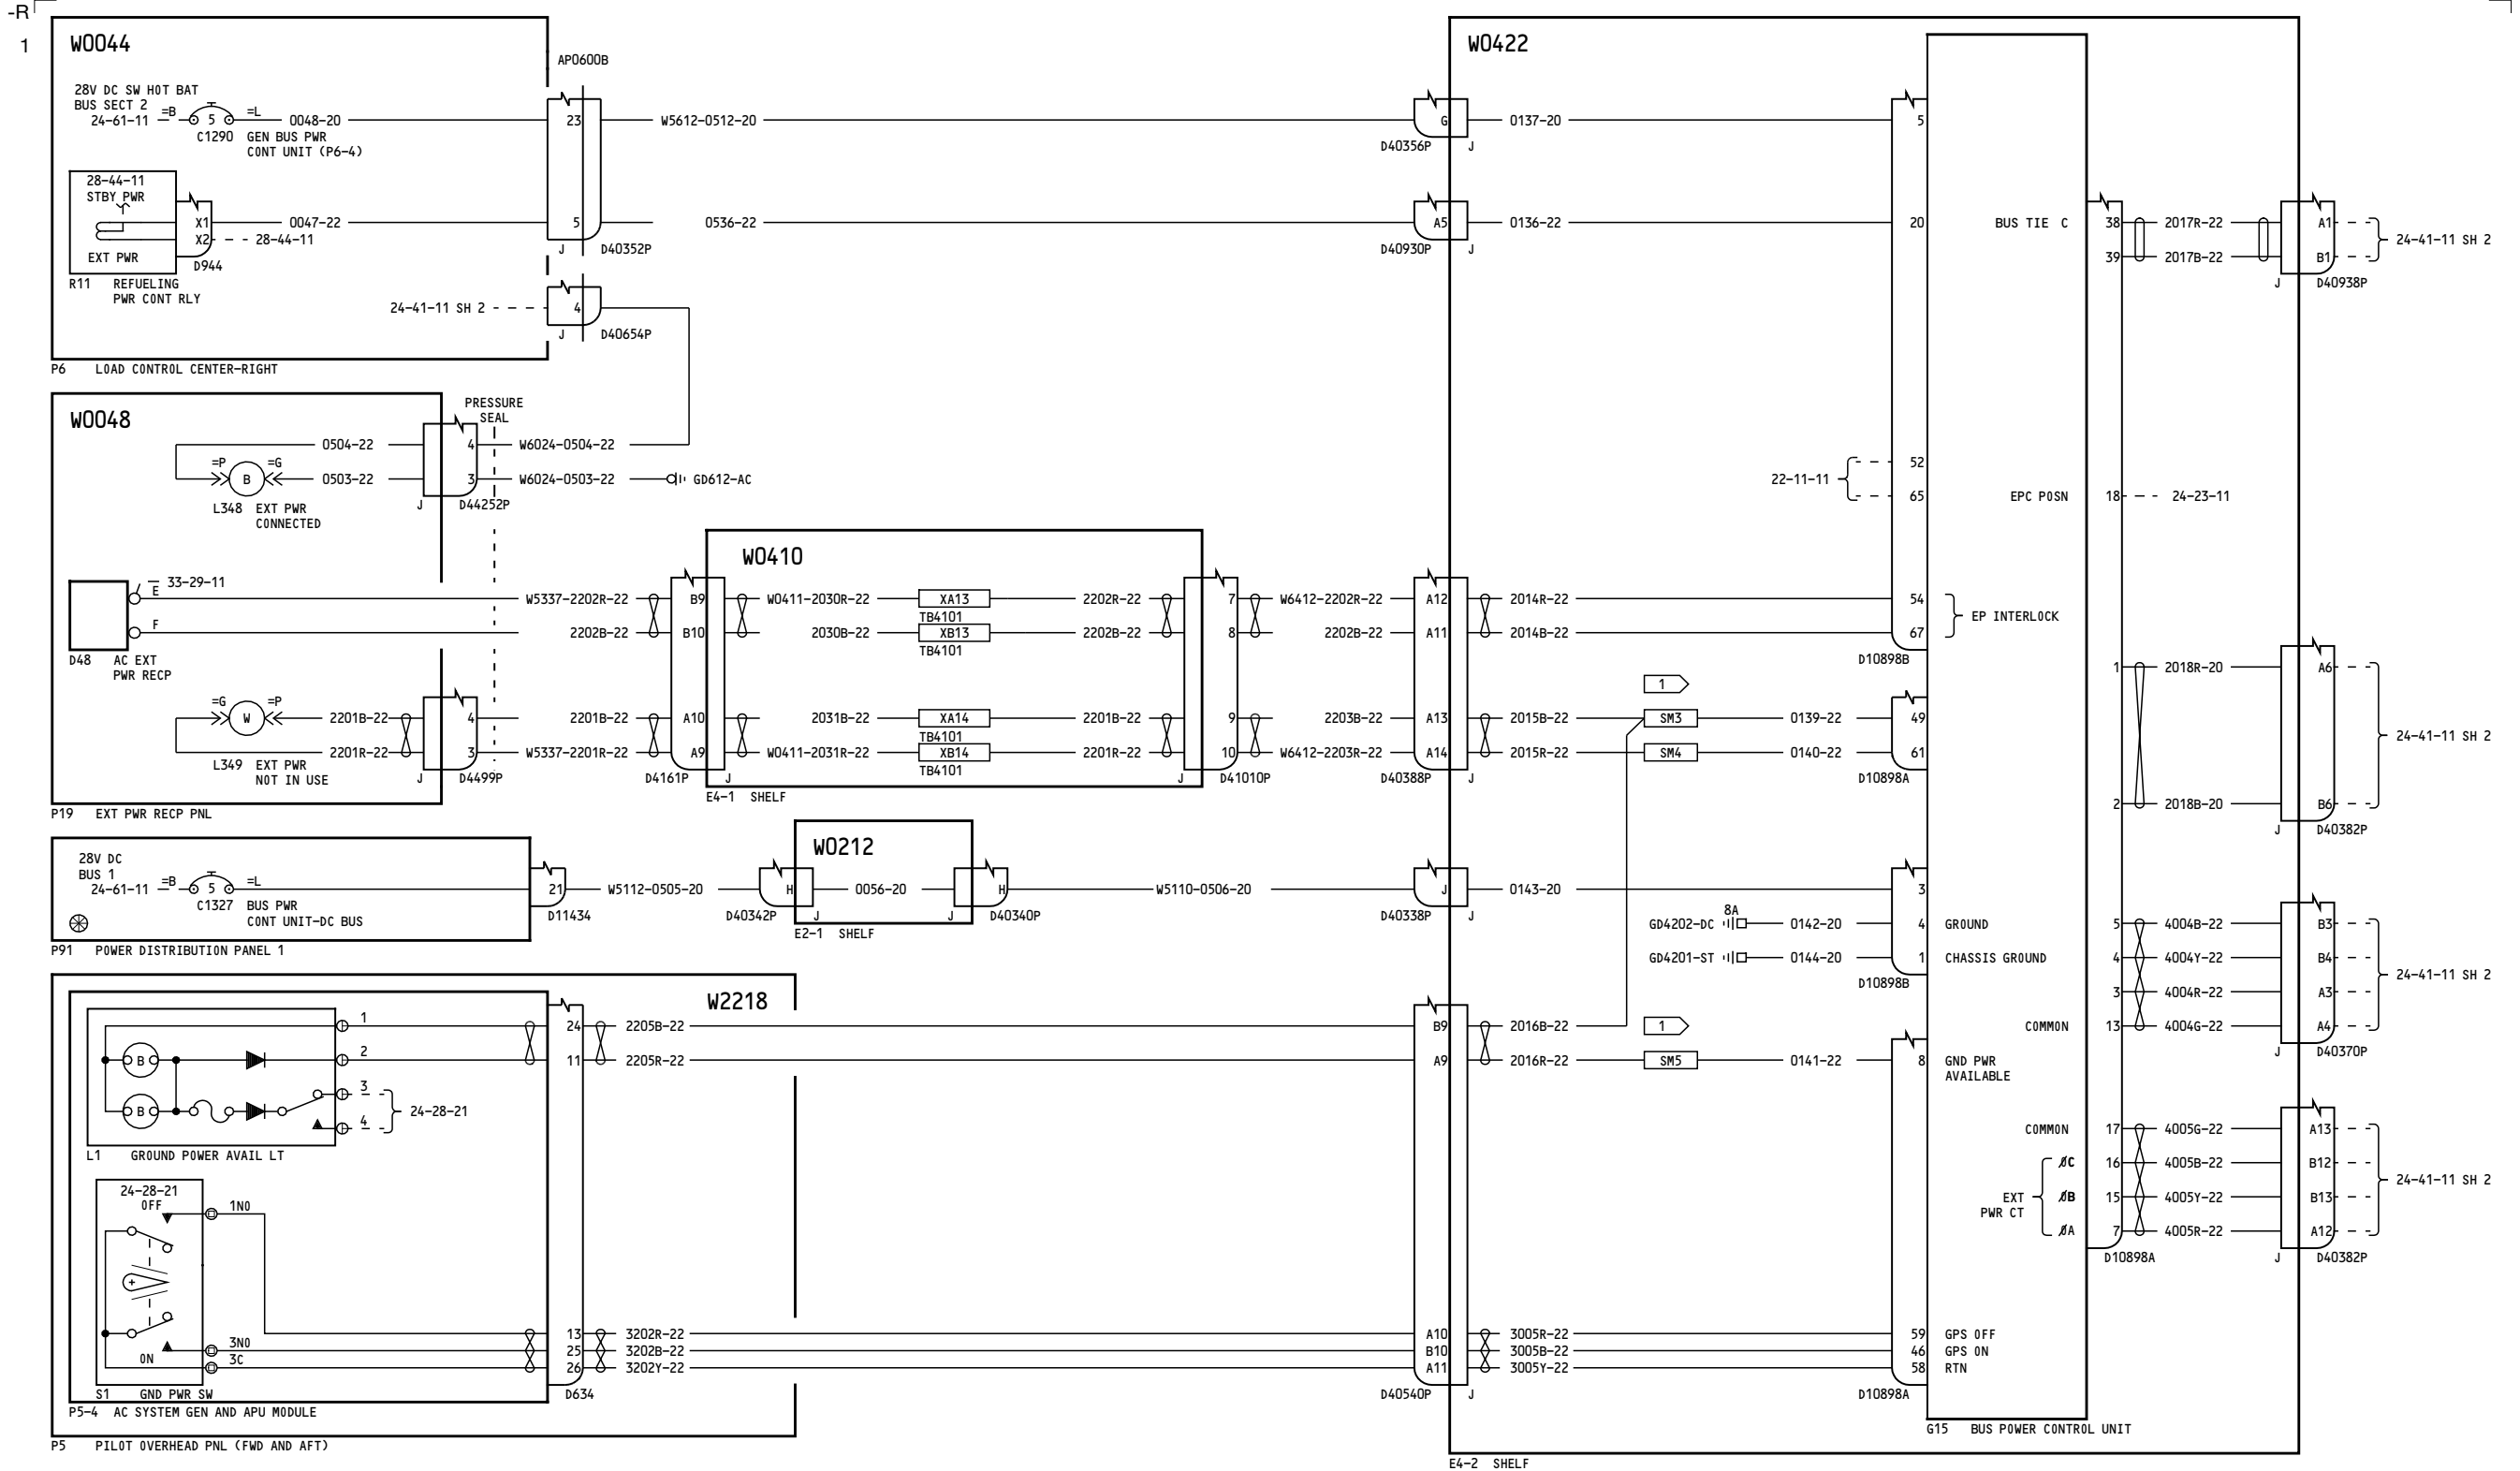 -R
1
W0044
AP0600B
28V DC SW HOT BAT
BUS SECT 2
24-61-11
=B
5
=L
0048-20
C1290
GEN BUS PWR
CONT UNIT (P6-4)
23
W5612-0512-20
28-44-11
STBY PWR
EXT PWR
X1
X2
0047-22
28-44-11
D944
R11 REFUELING
PWR CONT RLY
5
J
D40352P
0536-22
24-41-11 SH 2
4
J
D40654P
P6 LOAD CONTROL CENTER-RIGHT
W0048
PRESSURE
SEAL
0504-22
4
W6024-0504-22
=P
B
=G
0503-22
3
W6024-0503-22
GD612-AC
L348 EXT PWR
CONNECTED
J
D44252P
33-29-11
E
F
D48 AC EXT
PWR RECP
W5337-2202R-22
2202B-22
=G
W
=P
2201B-22
2201R-22
L349 EXT PWR
NOT IN USE
4
3
J
D4499P
2201B-22
W5337-2201R-22
P19 EXT PWR RECP PNL
W0410
B9
B10
A10
A9
D4161P
J
W0411-2030R-22
XA13
TB4101
2202R-22
2030B-22
XB13
TB4101
2202B-22
2031B-22
XA14
TB4101
2201B-22
W0411-2031R-22
XB14
TB4101
2201R-22
7
8
9
10
J
D41010P
E4-1 SHELF
W6412-2202R-22
2202B-22
2203B-22
W6412-2203R-22
28V DC
BUS 1
24-61-11
=B
5
=L
C1327
BUS PWR
CONT UNIT-DC BUS
21
D11434
P91 POWER DISTRIBUTION PANEL 1
W5112-0505-20
W0212
H
D40342P
J
0056-20
H
J
D40340P
E2-1 SHELF
W5110-0506-20
W2218
1
2
3
4
B
B
24-28-21
L1 GROUND POWER AVAIL LT
24
11
2205B-22
2205R-22
24-28-21
OFF
1NO
ON
3NO
3C
S1 GND PWR SW
13
25
26
D634
3202R-22
3202B-22
3202Y-22
P5-4 AC SYSTEM GEN AND APU MODULE
P5 PILOT OVERHEAD PNL (FWD AND AFT)
W0422
G
D40356P
J
0137-20
5
A5
D40930P
J
0136-22
20
22-11-11
52
65
A12
A11
A13
A14
D40388P
J
2014R-22
54
2014B-22
67
EP INTERLOCK
D10898B
1
2015B-22
SM3
0139-22
49
2015R-22
SM4
0140-22
61
D10898A
J
D40338P
J
0143-20
3
8A
GD4202-DC
0142-20
4
GROUND
GD4201-ST
0144-20
1
CHASSIS GROUND
D10898B
B9
A9
2016B-22
1
2016R-22
SM5
0141-22
8
GND PWR
AVAILABLE
A10
B10
A11
D40540P
J
3005R-22
3005B-22
3005Y-22
59
46
58
GPS OFF
GPS ON
RTN
D10898A
BUS TIE C
38
39
2017R-22
2017B-22
A1
B1
J
D40938P
24-41-11 SH 2
EPC POSN
18
24-23-11
1
2018R-20
A6
2
2018B-20
B6
J
D40382P
24-41-11 SH 2
5
4004B-22
B3
4
4004Y-22
B4
3
4004R-22
A3
COMMON
13
4004G-22
A4
J
D40370P
24-41-11 SH 2
COMMON
17
4005G-22
A13
ØC
16
4005B-22
B12
EXT
PWR CT
ØB
15
4005Y-22
B13
ØA
7
4005R-22
A12
D10898A
J
D40382P
24-41-11 SH 2
G15 BUS POWER CONTROL UNIT
E4-2 SHELF